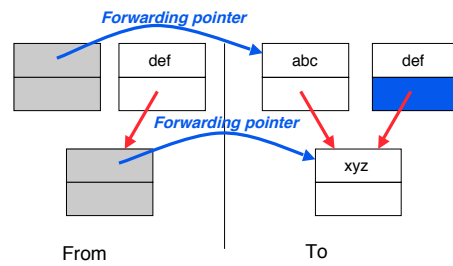 Forwarding pointer
def
abc
def
Forwarding pointer
xyz
From
To